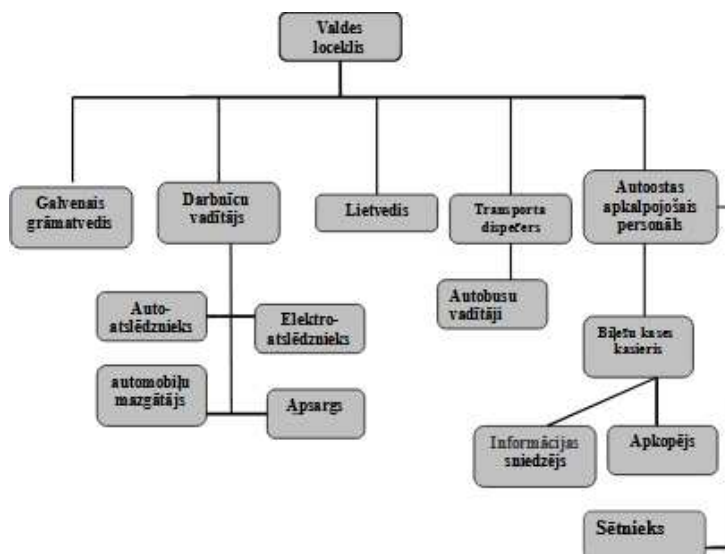 Valdes
loceklis
Galvenais
grāmatvedis
Darbnīcu
vadītājs
Lietvedis
Transporta
dispečers
Autoostas
apkalpojošais
personāls
Auto-
atslēdznieks
Elektro-
atslēdznieks
Autobusu
vadītāji
Biļešu kases
kasieris
automobiļu
mazgātājs
Apsargs
Informācijas
sniedzējs
Apkopējs
Sētnieks